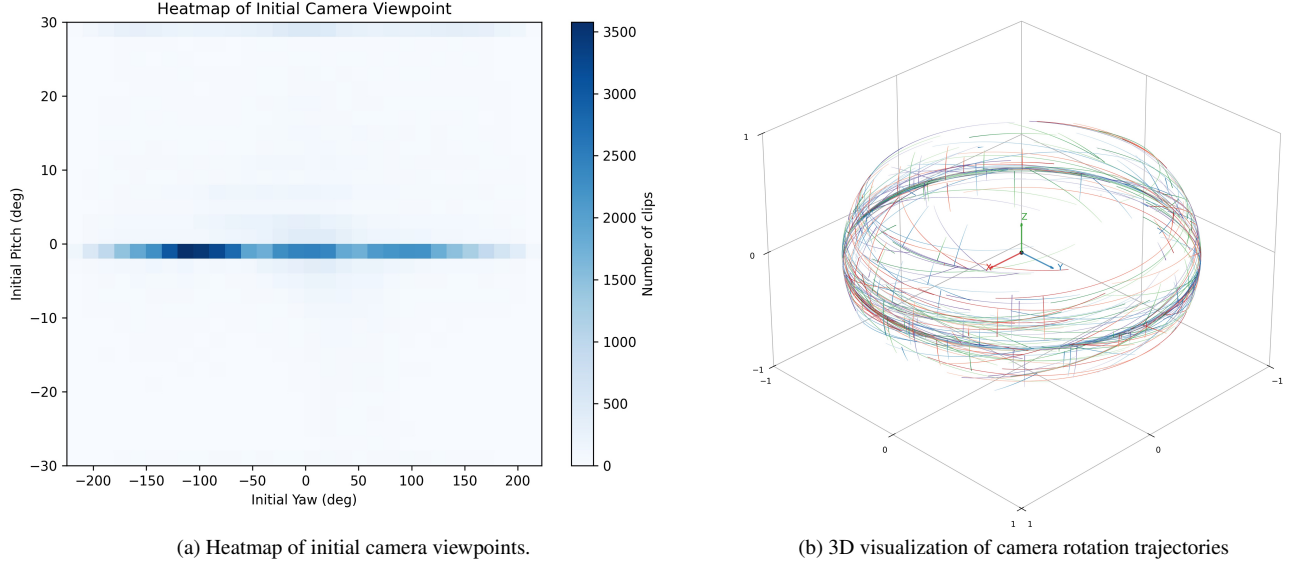 Heatmap of Initial Camera Viewpoint
30
20
10
0
−10
−20
−30
Initial Pitch (deg)
−200 −150 −100 −50 0 50 100 150 200
Initial Yaw (deg)
3500
3000
2500
2000
1500
1000
500
0
Number of clips
(a) Heatmap of initial camera viewpoints.
1
0
−1
−1
0
1 1
0
−1
Z
X
Y
(b) 3D visualization of camera rotation trajectories